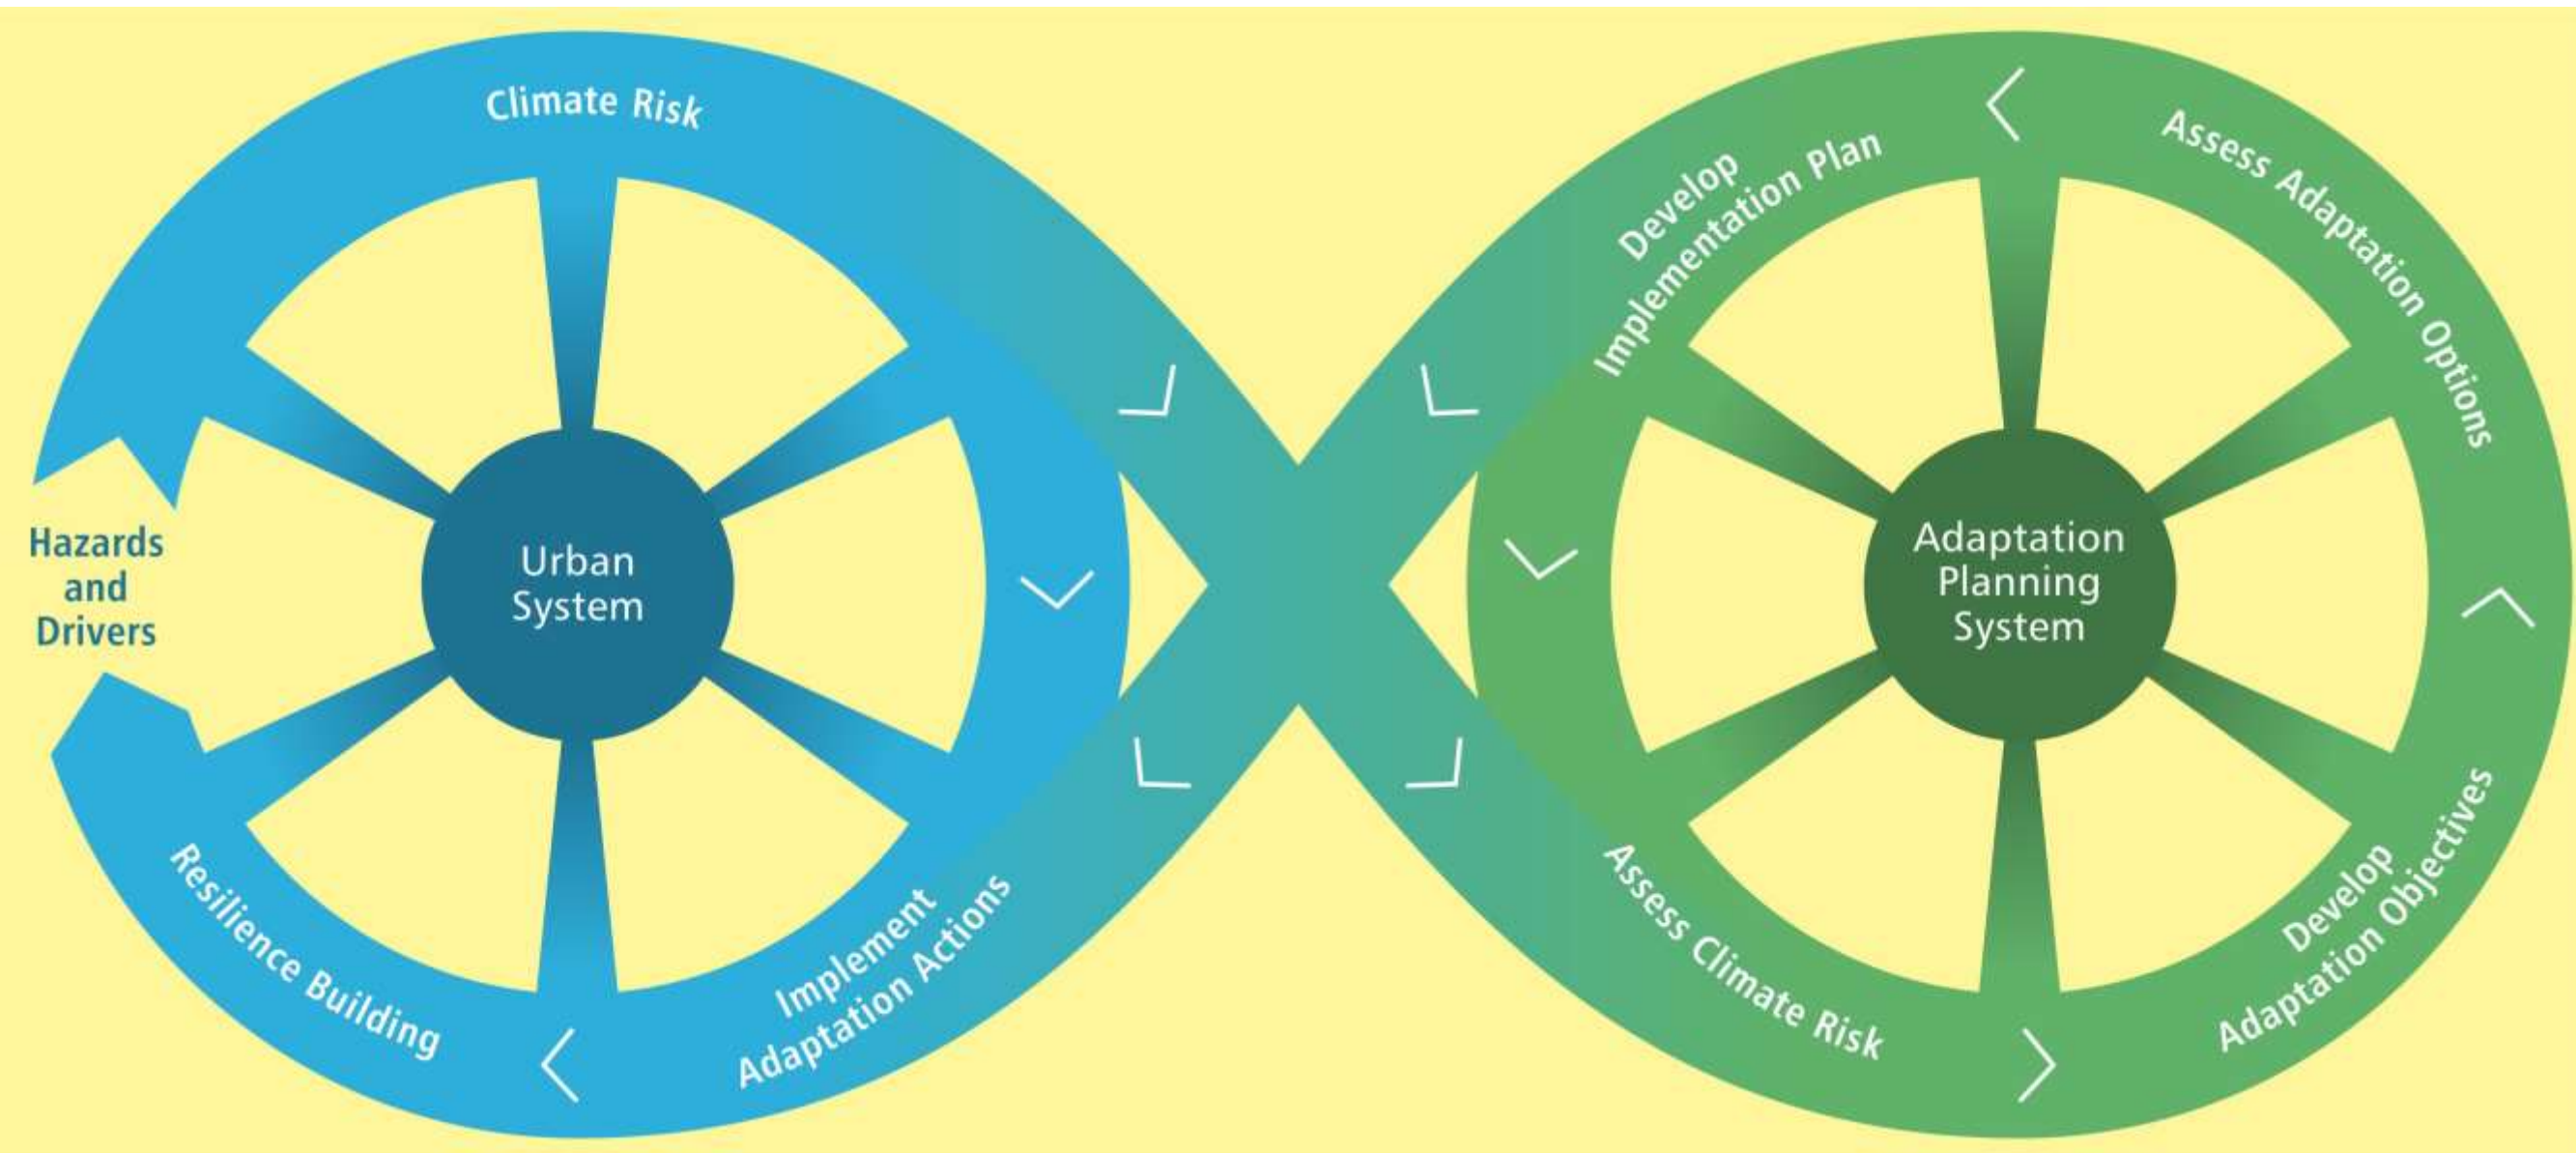 Climate Risk
Hazards
and
Drivers
Urban
System
Resilience Building
Implement
Adaptation Actions
Develop
Implementation Plan
Assess Adaptation Options
Adaptation
Planning
System
Assess Climate Risk
Develop
Adaptation Objectives